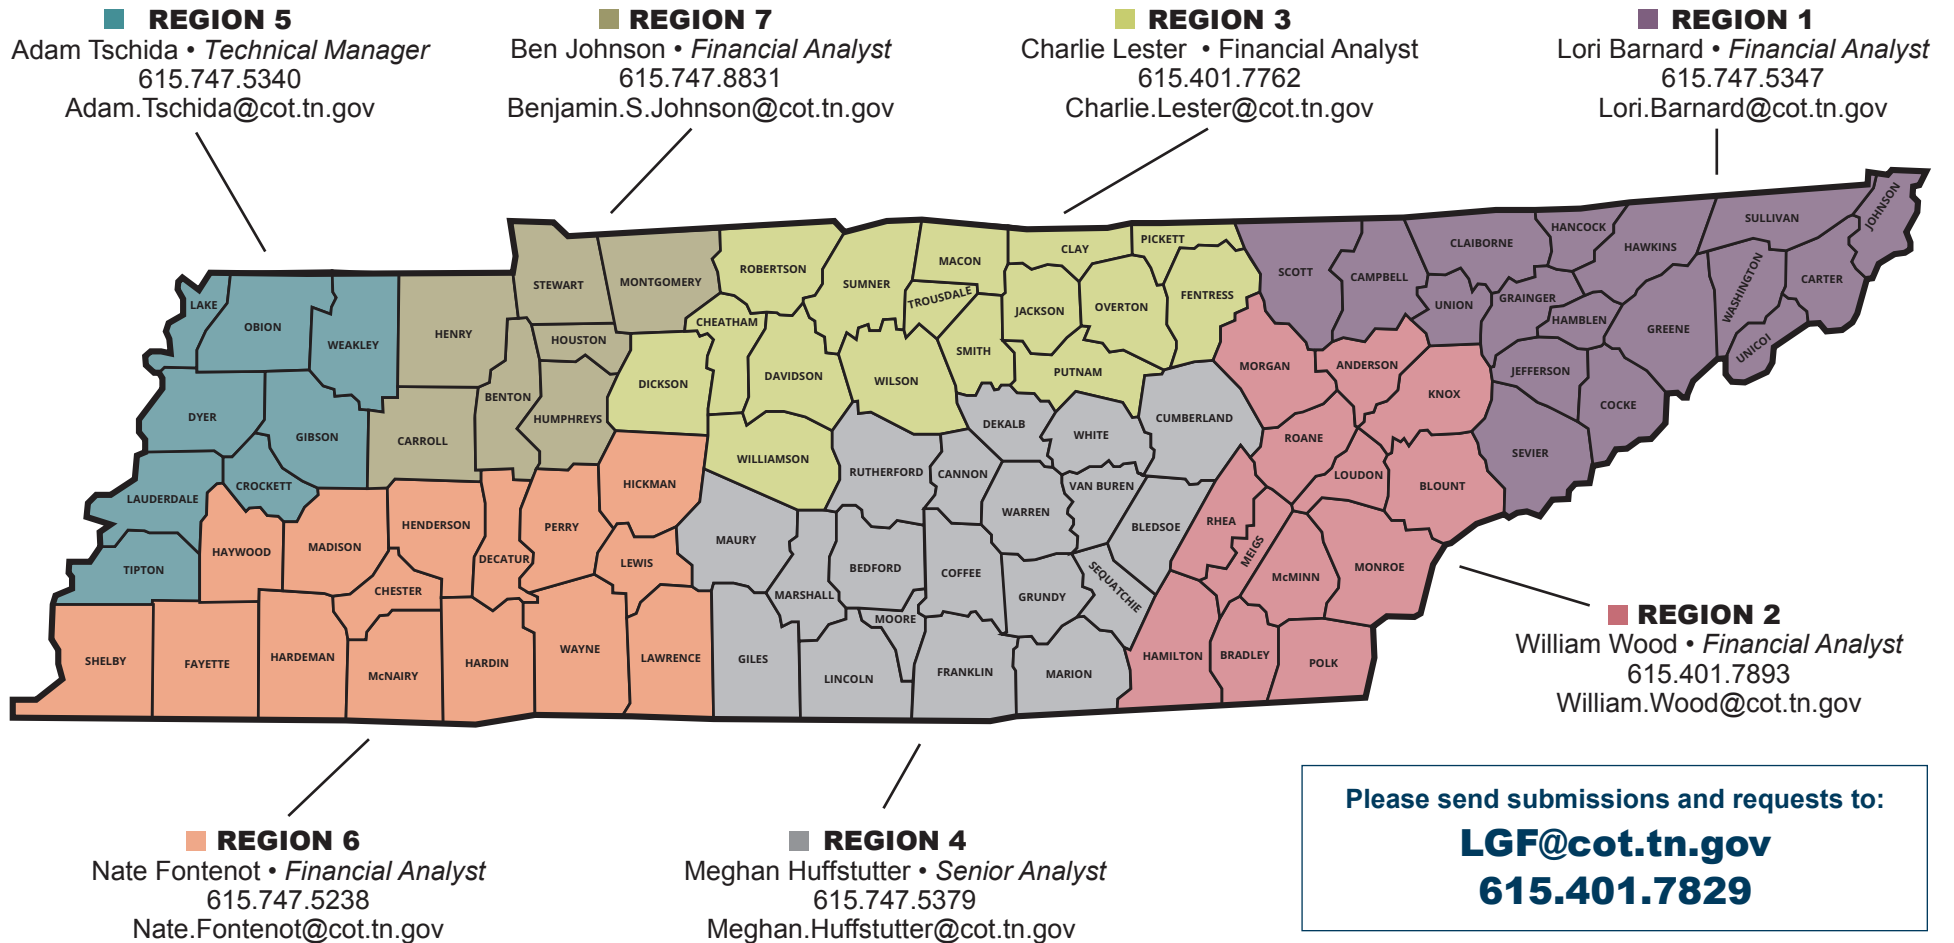 REGION 5
Adam Tschida • Technical Manager
615.747.5340
Adam.Tschida@cot.tn.gov
REGION 7
Ben Johnson • Financial Analyst
615.747.8831
Benjamin.S.Johnson@cot.tn.gov
REGION 3
Charlie Lester • Financial Analyst
615.401.7762
Charlie.Lester@cot.tn.gov
REGION 1
Lori Barnard • Financial Analyst
615.747.5347
Lori.Barnard@cot.tn.gov
LAKE
OBION
WEAKLEY
DYER
GIBSON
LAUDERDALE
CROCKETT
TIPTON
HENRY
STEWART
MONTGOMERY
HOUSTON
BENTON
HUMPHREYS
CARROLL
ROBERTSON
SUMNER
MACON
TROUSDALE
CLAY
PICKETT
CHEATHAM
JACKSON
OVERTON
FENTRESS
DICKSON
DAVIDSON
WILSON
SMITH
PUTNAM
WILLIAMSON
SCOTT
CAMPBELL
CLAIBORNE
HANCOCK
HAWKINS
SULLIVAN
JOHNSON
UNION
GRAINGER
HAMBLEN
GREENE
WASHINGTON
CARTER
UNICOI
JEFFERSON
COCKE
SEVIER
MORGAN
ANDERSON
KNOX
ROANE
LOUDON
BLOUNT
RHEA
MEIGS
McMINN
MONROE
HAMILTON
BRADLEY
POLK
CUMBERLAND
DEKALB
WHITE
RUTHERFORD
CANNON
VAN BUREN
WARREN
BLEDSOE
MAURY
BEDFORD
COFFEE
SEQUATCHIE
MARSHALL
GRUNDY
MOORE
GILES
LINCOLN
FRANKLIN
MARION
HICKMAN
HENDERSON
PERRY
HAYWOOD
MADISON
DECATUR
LEWIS
CHESTER
SHELBY
FAYETTE
HARDEMAN
McNAIRY
HARDIN
WAYNE
LAWRENCE
REGION 2
William Wood • Financial Analyst
615.401.7893
William.Wood@cot.tn.gov
REGION 6
Nate Fontenot • Financial Analyst
615.747.5238
Nate.Fontenot@cot.tn.gov
REGION 4
Meghan Huffstutter • Senior Analyst
615.747.5379
Meghan.Huffstutter@cot.tn.gov
Please send submissions and requests to:
LGF@cot.tn.gov
615.401.7829